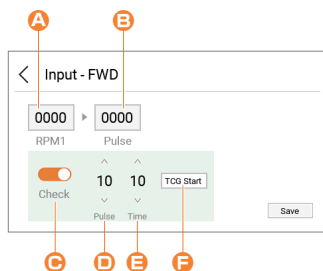 A B
Input - FWD
0000 0000
RPM1 Pulse
Check 10 10 TCG Start
Pulse Time
Save
C D E F